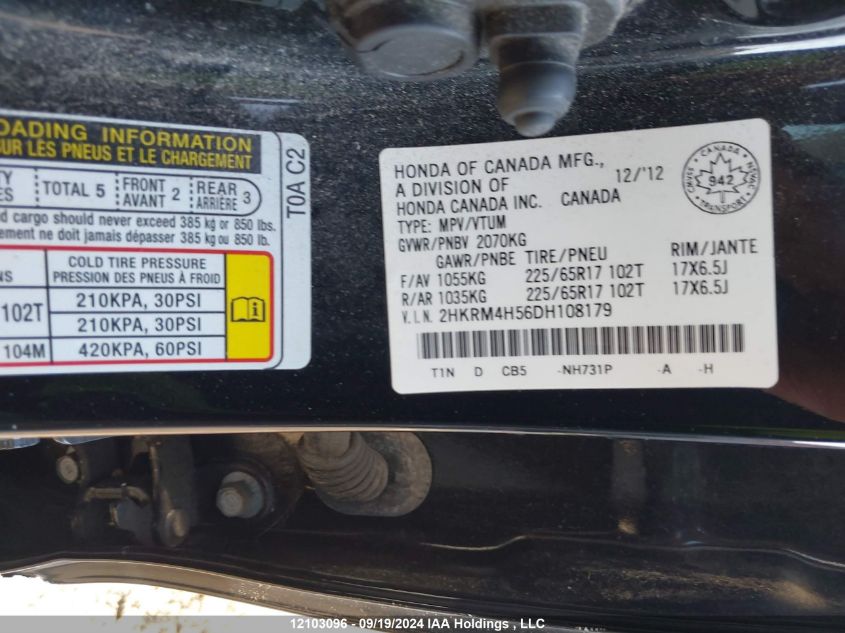 OADING INFORMATION
UR LES PNEUS ET LE CHARGEMENT
TOTAL 5 FRONT AVANT 2 REAR ARRIÈRE 3
d cargo should never exceed 385 kg or 850 lbs.
ement ne doit jamais dépasser 385 kg ou 850 lb.
COLD TIRE PRESSURE
PRESSION DES PNEUS À FROID
102T 210KPA, 30PSI
210KPA, 30PSI
104M 420KPA, 60PSI
T0A C2
HONDA OF CANADA MFG., 12/'12
A DIVISION OF
HONDA CANADA INC. CANADA
TYPE: MPV/VTUM
GVWR/PNBV 2070KG
GAWR/PNBE TIRE/PNEU RIM/JANTE
F/AV 1055KG 225/65R17 102T 17X6.5J
R/AR 1035KG 225/65R17 102T 17X6.5J
V.I.N. 2HKRM4H56DH108179
T1N D CB5 -NH731P -A -H
CANADA
942
TRANSPORT
12103096 - 09/19/2024 IAA Holdings , LLC